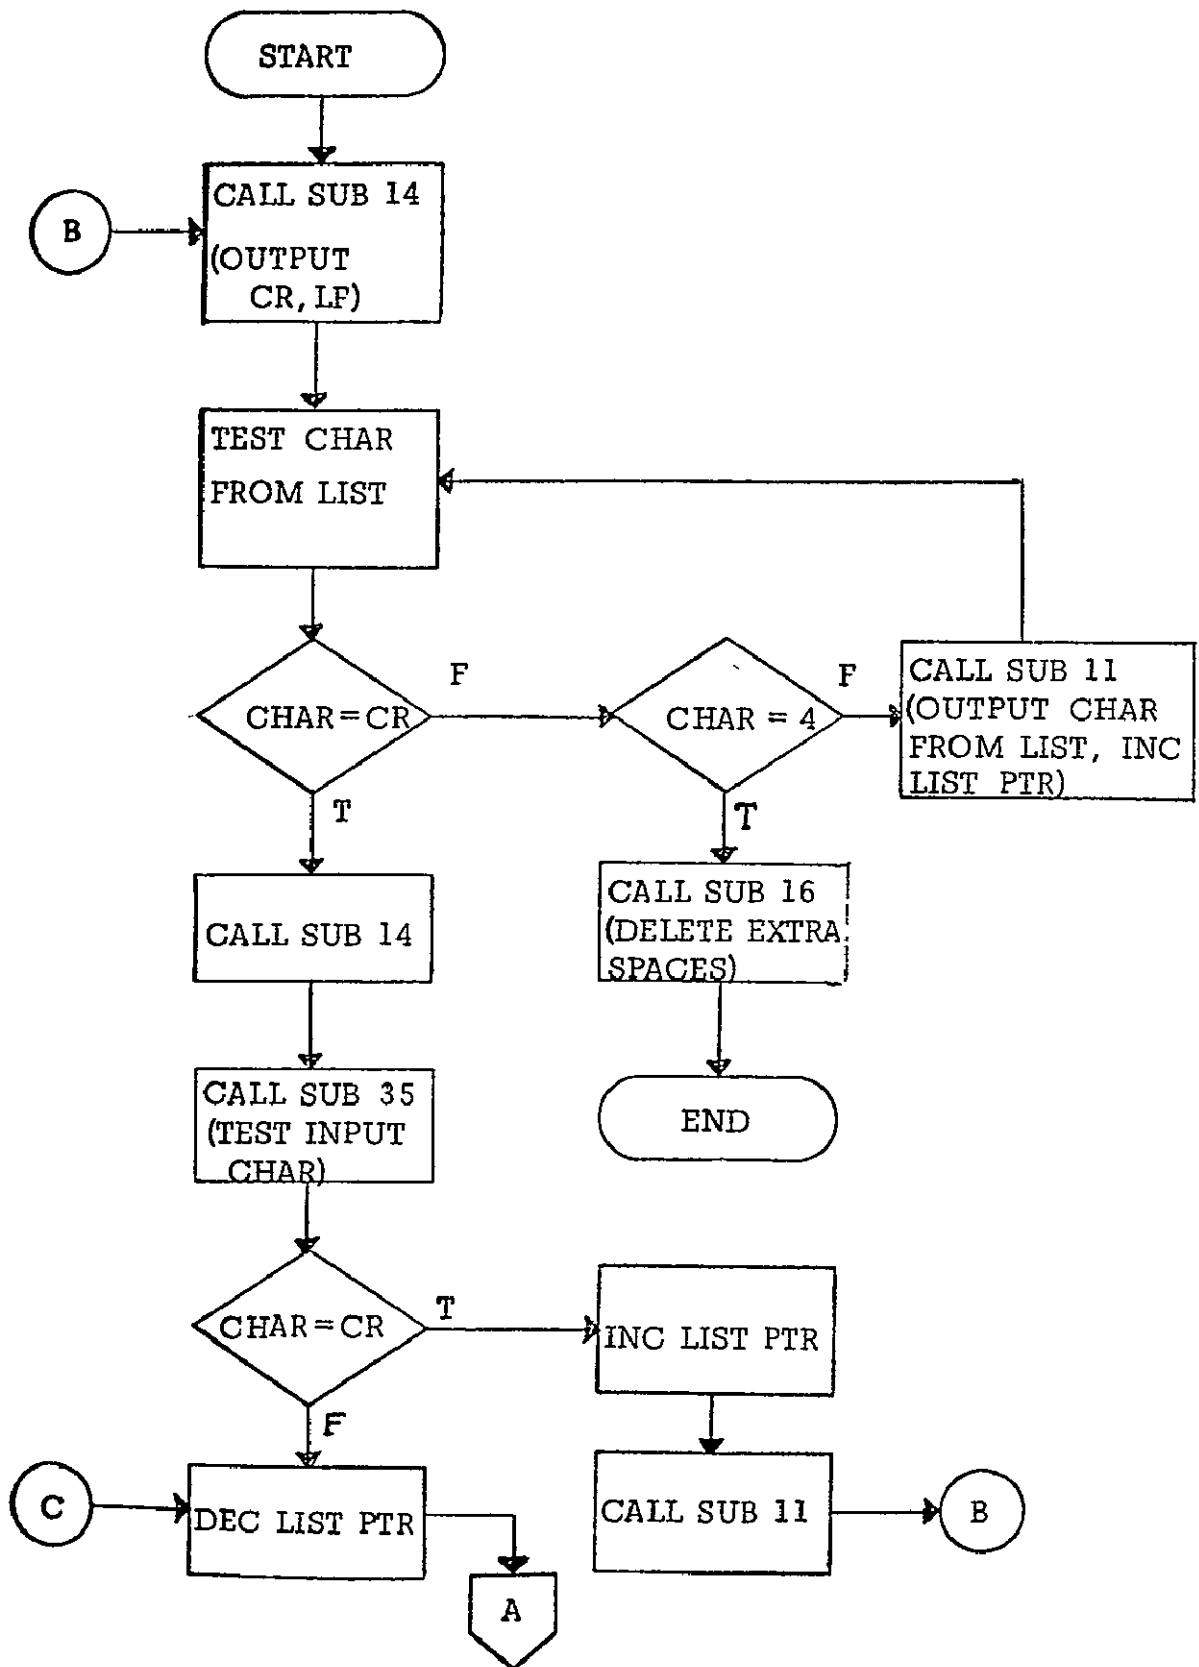 START
B
CALL SUB 14
(OUTPUT
CR, LF)
TEST CHAR
FROM LIST
CHAR=CR
F
CHAR = 4
F
CALL SUB 11
(OUTPUT CHAR
FROM LIST, INC
LIST PTR)
T
T
CALL SUB 14
CALL SUB 16
(DELETE EXTRA
SPACES)
CALL SUB 35
(TEST INPUT
CHAR)
END
CHAR=CR
T
INC LIST PTR
F
C
DEC LIST PTR
CALL SUB 11
B
A